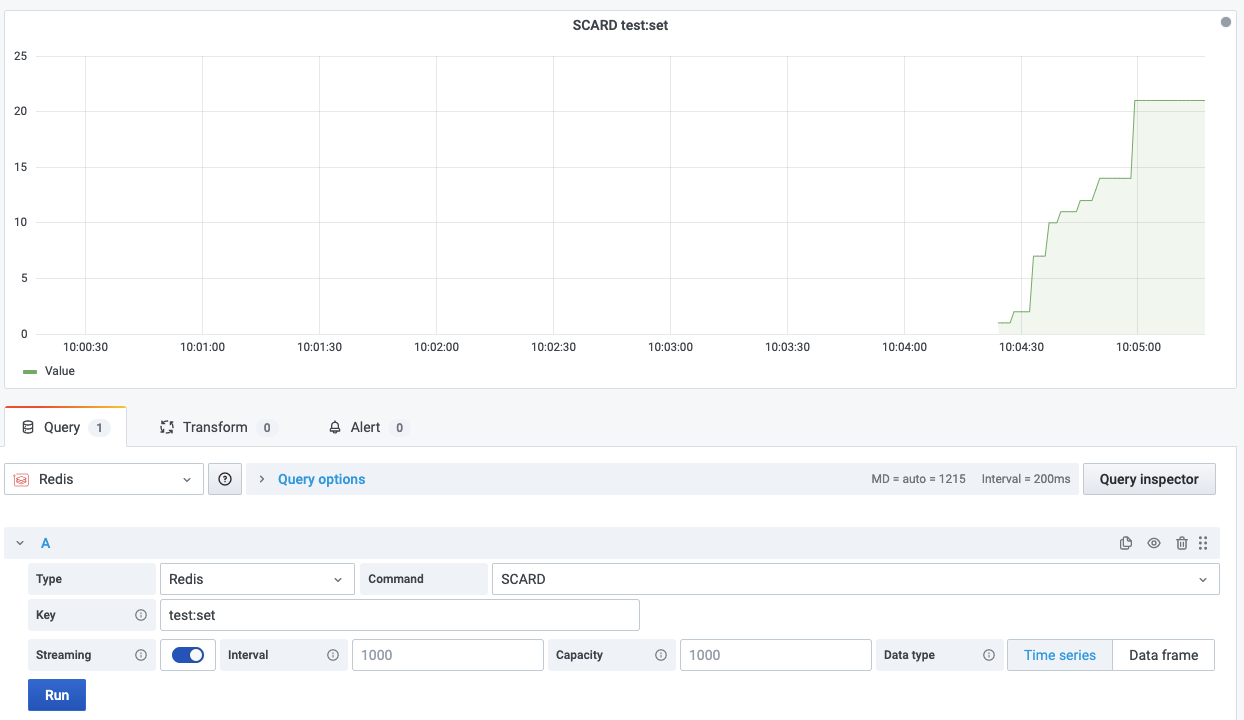 SCARD test:set
25
20
15
10
5
0
10:00:30 10:01:00 10:01:30 10:02:00 10:02:30 10:03:00 10:03:30 10:04:00 10:04:30 10:05:00
Value
Query 1 Transform 0 Alert 0
Redis Query options MD = auto = 1215 Interval = 200ms Query inspector
A
Type Redis Command SCARD
Key test:set
Streaming Interval 1000 Capacity 1000 Data type Time series Data frame
Run